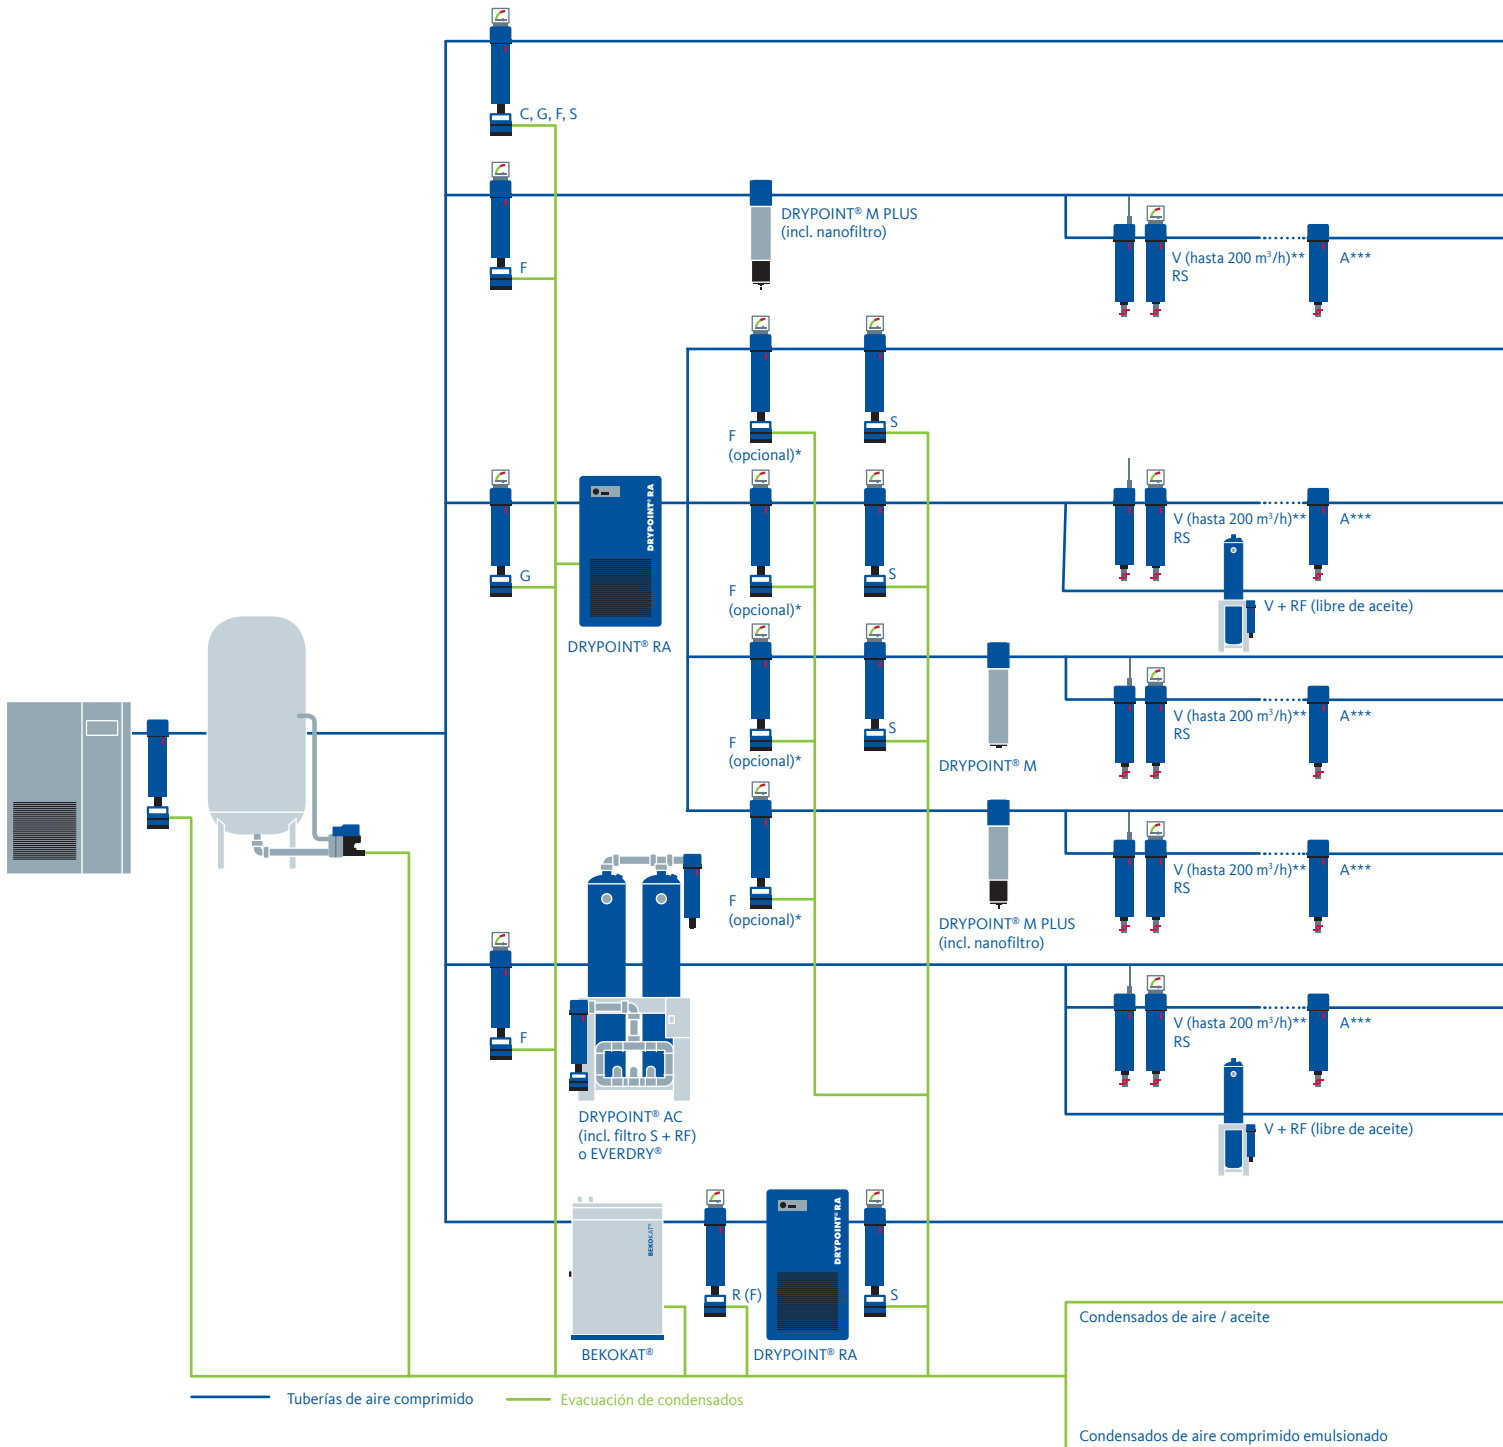 C, G, F, S
F
DRYPOINT® M PLUS
(incl. nanofiltro)
V (hasta 200 m³/h)**
RS
A***
F
(opcional)*
S
G
DRYPOINT® RA
DRYPOINT® RA
F
(opcional)*
S
V (hasta 200 m³/h)**
RS
A***
V + RF (libre de aceite)
F
(opcional)*
S
DRYPOINT® M
V (hasta 200 m³/h)**
RS
A***
F
(opcional)*
DRYPOINT® M PLUS
(incl. nanofiltro)
V (hasta 200 m³/h)**
RS
A***
F
DRYPOINT® AC
(incl. filtro S + RF)
o EVERDRY®
V (hasta 200 m³/h)**
RS
A***
V + RF (libre de aceite)
BEKOKAT®
BEKOKAT®
R (F)
DRYPOINT® RA
DRYPOINT® RA
S
Condensados de aire / aceite
Tuberías de aire comprimido
Evacuación de condensados
Condensados de aire comprimido emulsionado